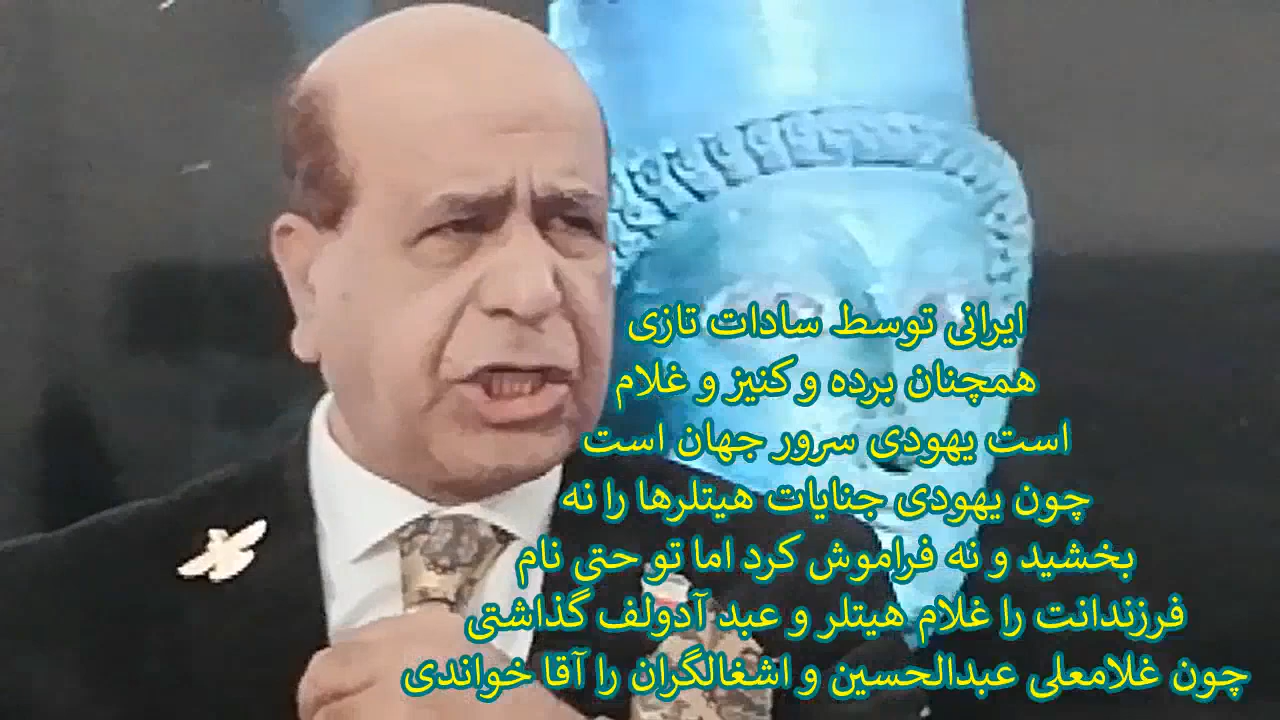 ایرانی توسط سادات تازی
همچنان برده و کنیز و غلام
است یهودی سرور جهان است
چون یهودی جنایات هیتلرها را نه
بخشید و نه فراموش کرد اما تو حتی نام
فرزندانت را غلام هیتلر و عبد آدولف گذاشتی
چون غلامعلی عبدالحسین و اشغالگران را آقا خواندی